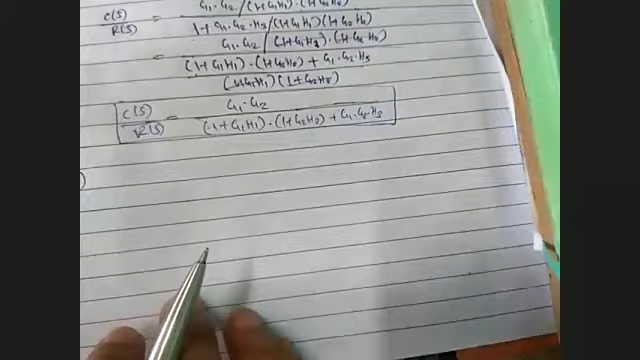 C(S)/R(S) = G1·G2 / (1+G1H1)·(1+G2H2)
1+G1·G2·H3 / (1+G1H1)(1+G2H2)
= G1·G2 / (1+G1H1)·(1+G2H2)
(1+G1H1)·(1+G2H2) + G1·G2·H3
(1+G1H1)(1+G2H2)
C(S)/R(S) = G1·G2
(1+G1H1)·(1+G2H2) + G1·G2·H3
)